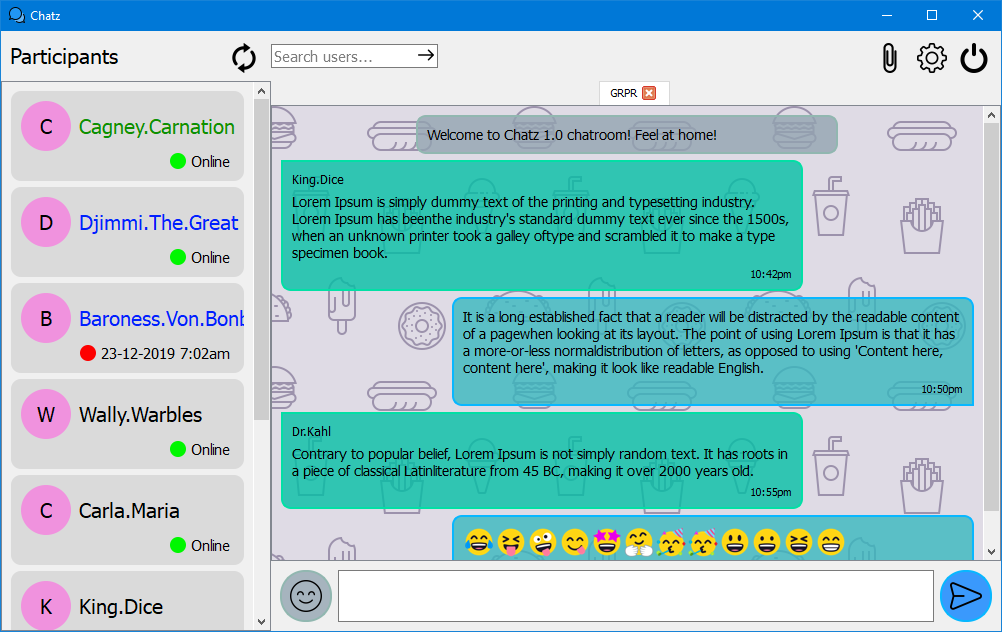 Chatz
Participants
Search users...
GRPR
C
Cagney.Carnation
Online
D
Djimmi.The.Great
Online
B
Baroness.Von.Bonb
23-12-2019 7:02am
W
Wally.Warbles
Online
C
Carla.Maria
Online
K
King.Dice
Welcome to Chatz 1.0 chatroom! Feel at home!
King.Dice
Lorem Ipsum is simply dummy text of the printing and typesetting industry.
Lorem Ipsum has beenthe industry's standard dummy text ever since the 1500s,
when an unknown printer took a galley oftype and scrambled it to make a type
specimen book.
10:42pm
It is a long established fact that a reader will be distracted by the readable content
of a pagewhen looking at its layout. The point of using Lorem Ipsum is that it has
a more-or-less normaldistribution of letters, as opposed to using 'Content here,
content here', making it look like readable English.
10:50pm
Dr.Kahl
Contrary to popular belief, Lorem Ipsum is not simply random text. It has roots in
a piece of classical Latinliterature from 45 BC, making it over 2000 years old.
10:55pm